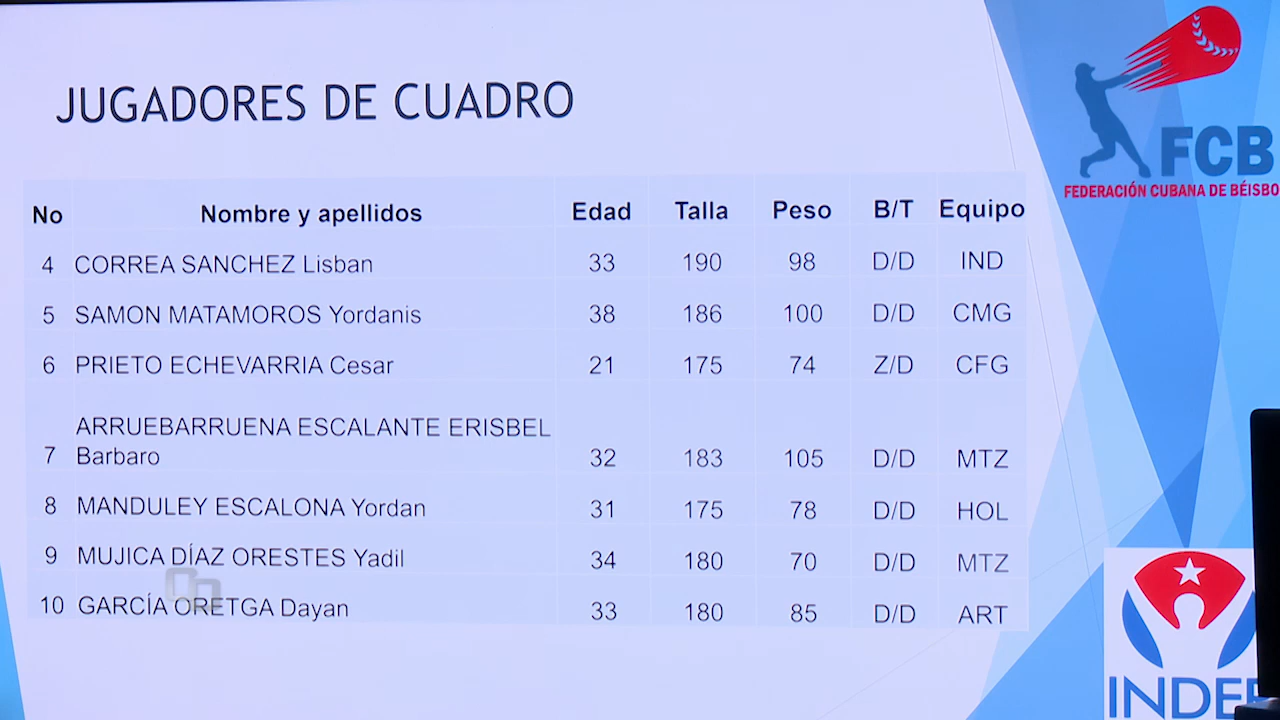 JUGADORES DE CUADRO
FCB
FEDERACIÓN CUBANA DE BÉISBO
No Nombre y apellidos Edad Talla Peso B/T Equipo
4 CORREA SANCHEZ Lisban 33 190 98 D/D IND
5 SAMON MATAMOROS Yordanis 38 186 100 D/D CMG
6 PRIETO ECHEVARRIA Cesar 21 175 74 Z/D CFG
ARRUEBARRUENA ESCALANTE ERISBEL
7 Barbaro 32 183 105 D/D MTZ
8 MANDULEY ESCALONA Yordan 31 175 78 D/D HOL
9 MUJICA DÍAZ ORESTES Yadil 34 180 70 D/D MTZ
10 GARCÍA ORETGA Dayan 33 180 85 D/D ART
INDER